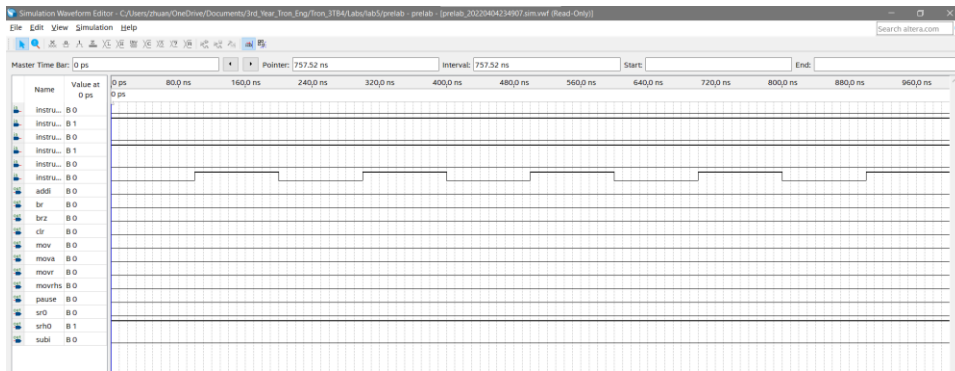 Simulation Waveform Editor - C:/Users/zhuan/OneDrive/Documents/3rd_Year_Tron_Eng/Tron_3TB4/Labs/lab5/prelab - prelab - [prelab_20220404234907.sim.vwf (Read-Only)]
File Edit View Simulation Help
Search altera.com
Master Time Bar: 0 ps Pointer: 757.52 ns Interval: 757.52 ns Start: End:
Name Value at 0 ps
0 ps 80.0 ns 160.0 ns 240.0 ns 320.0 ns 400.0 ns 480.0 ns 560.0 ns 640.0 ns 720.0 ns 800.0 ns 880.0 ns 960.0 ns
0 ps
instru... B 0
instru... B 1
instru... B 0
instru... B 1
instru... B 0
instru... B 0
addi B 0
br B 0
brz B 0
clr B 0
mov B 0
mova B 0
movr B 0
movrhs B 0
pause B 0
sr0 B 0
srh0 B 1
subi B 0